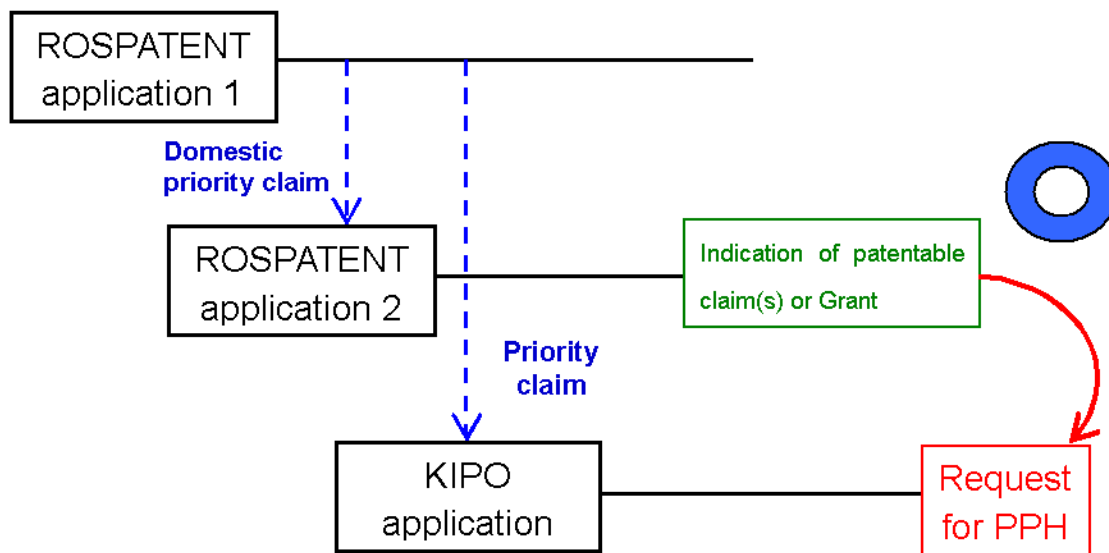 ROSPATENT
application 1
Domestic
priority claim
ROSPATENT
application 2
Indication of patentable
claim(s) or Grant
Priority
claim
KIPO
application
Request
for PPH